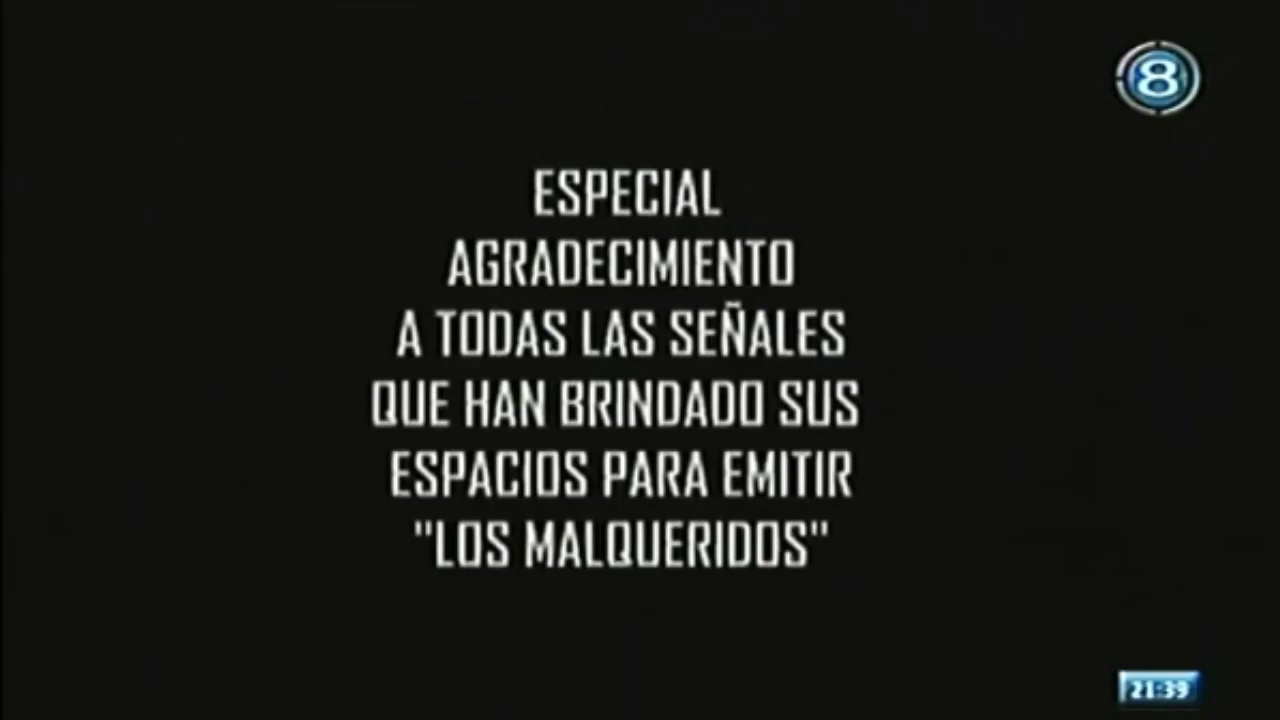 8
ESPECIAL
AGRADECIMIENTO
A TODAS LAS SEÑALES
QUE HAN BRINDADO SUS
ESPACIOS PARA EMITIR
"LOS MALQUERIDOS"
21:39